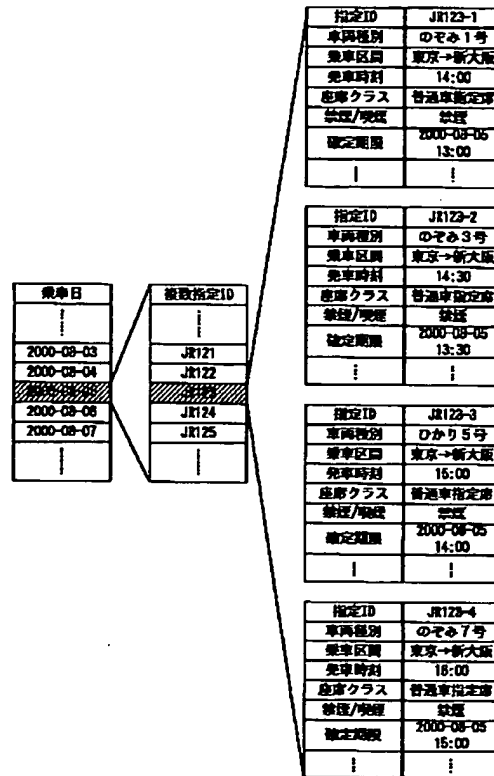 乗車日
2000-08-03
2000-08-04
2000-08-05
2000-08-06
2000-08-07
複数指定ID
JR121
JR122
JR123
JR124
JR125
指定ID JR123-1
車両種別 のぞみ1号
乗車区間 東京→新大阪
発車時刻 14:00
座席クラス 普通車指定席
禁煙/喫煙 禁煙
確定期限 2000-08-05
13:00
指定ID JR123-2
車両種別 のぞみ3号
乗車区間 東京→新大阪
発車時刻 14:30
座席クラス 普通車指定席
禁煙/喫煙 禁煙
確定期限 2000-08-05
13:30
指定ID JR123-3
車両種別 ひかり5号
乗車区間 東京→新大阪
発車時刻 15:00
座席クラス 普通車指定席
禁煙/喫煙 禁煙
確定期限 2000-08-05
14:00
指定ID JR123-4
車両種別 のぞみ7号
乗車区間 東京→新大阪
発車時刻 16:00
座席クラス 普通車指定席
禁煙/喫煙 禁煙
確定期限 2000-08-05
15:00